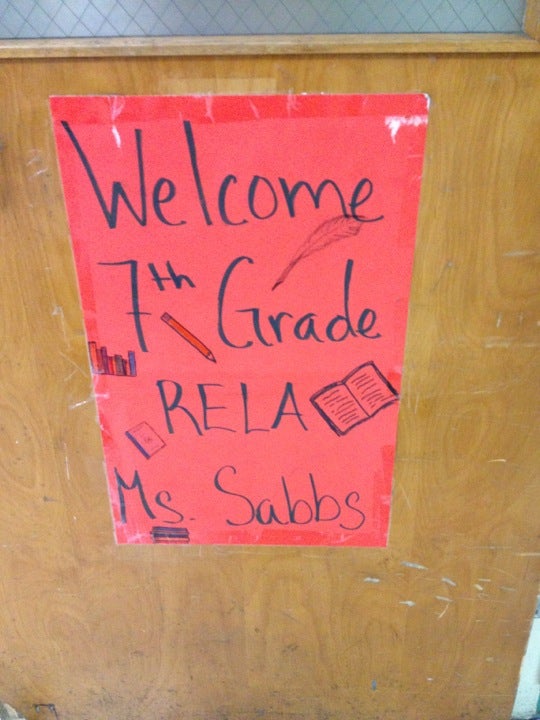 Welcome
7th Grade
RELA
Ms. Sabbs